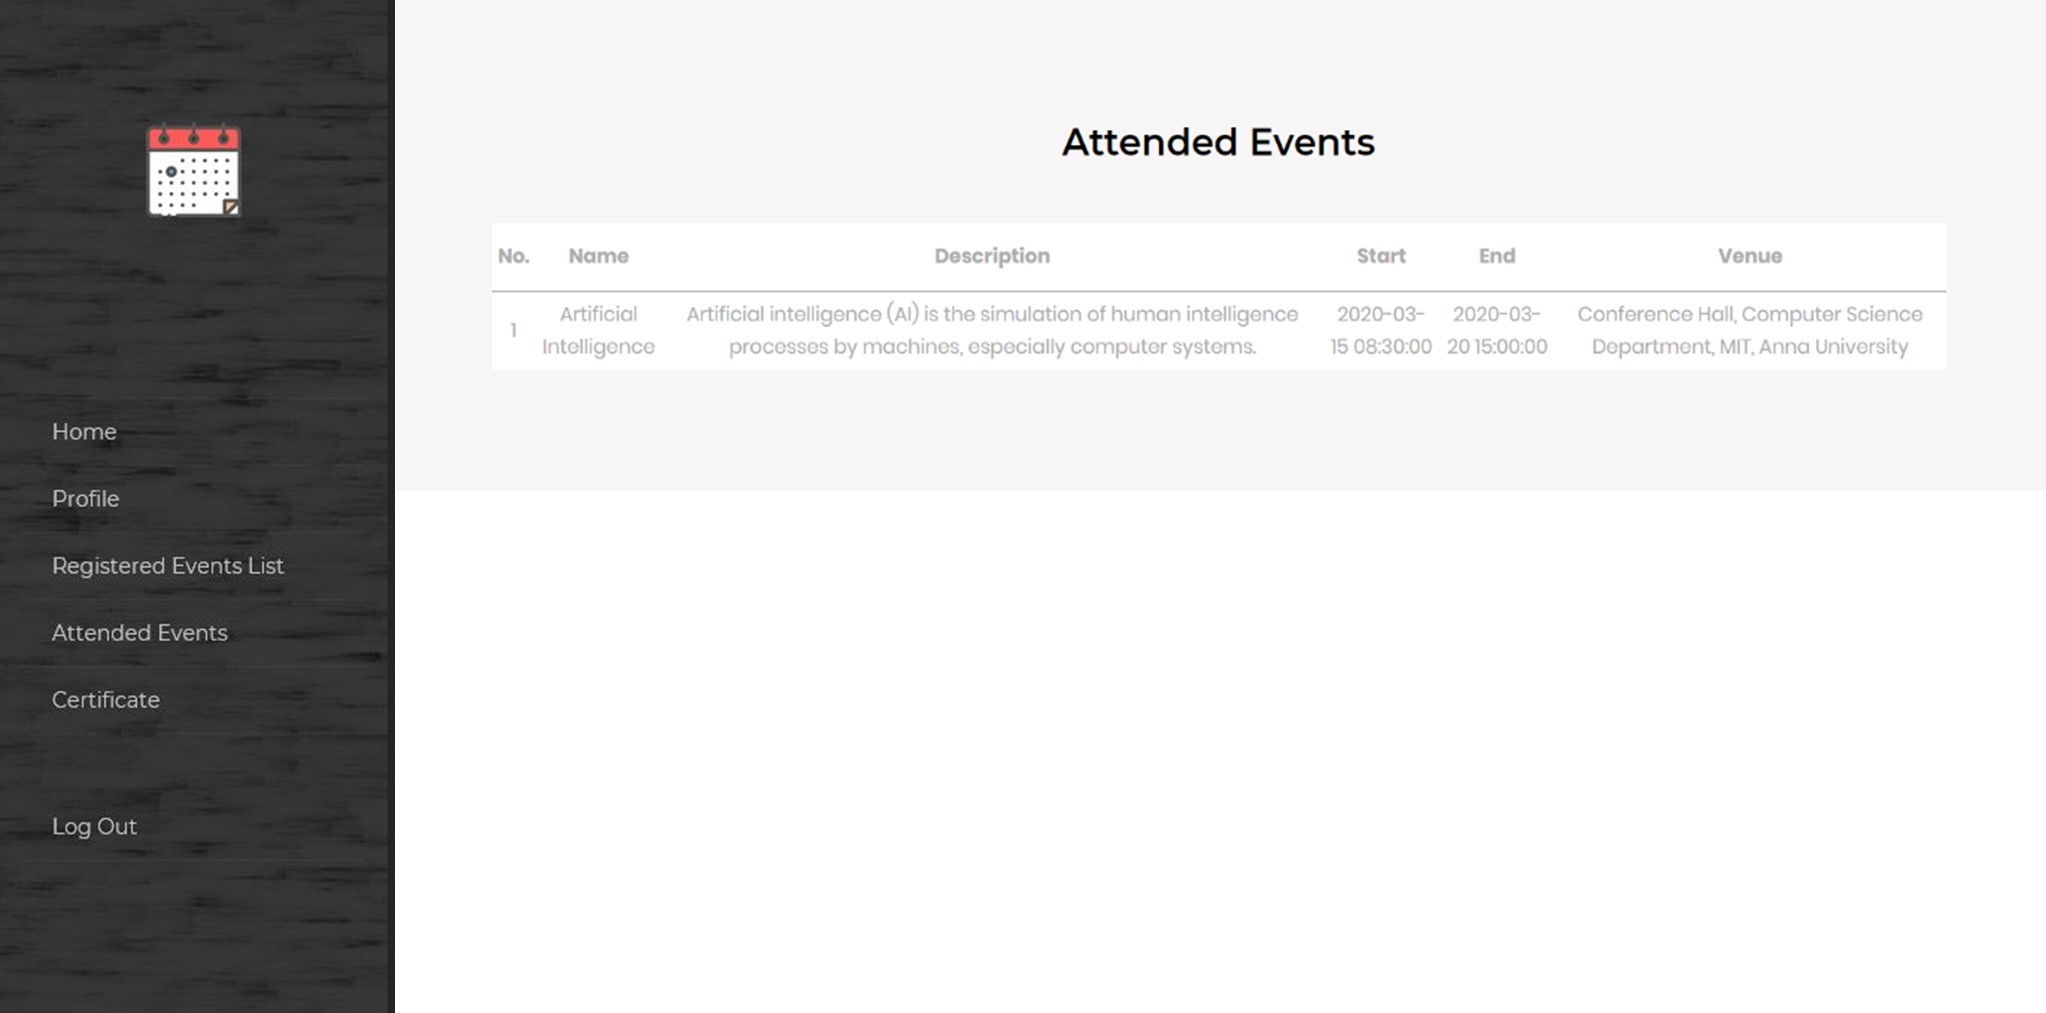 Home
Profile
Registered Events List
Attended Events
Certificate
Log Out
Attended Events
No. Name Description Start End Venue
1 Artificial Artificial intelligence (AI) is the simulation of human intelligence 2020-03- 2020-03- Conference Hall, Computer Science
Intelligence processes by machines, especially computer systems. 15 08:30:00 20 15:00:00 Department, MIT, Anna University